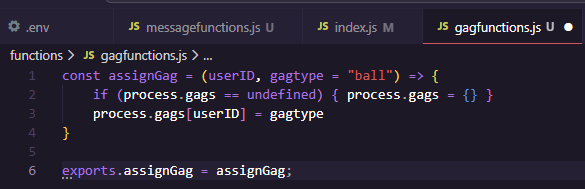 .env
JS messagefunctions.js U
JS index.js M
JS gagfunctions.js U ●
functions > JS gagfunctions.js > ...
1 const assignGag = (userID, gagtype = "ball") => {
2 if (process.gags == undefined) { process.gags = {} }
3 process.gags[userID] = gagtype
4 }
5
6 exports.assignGag = assignGag;